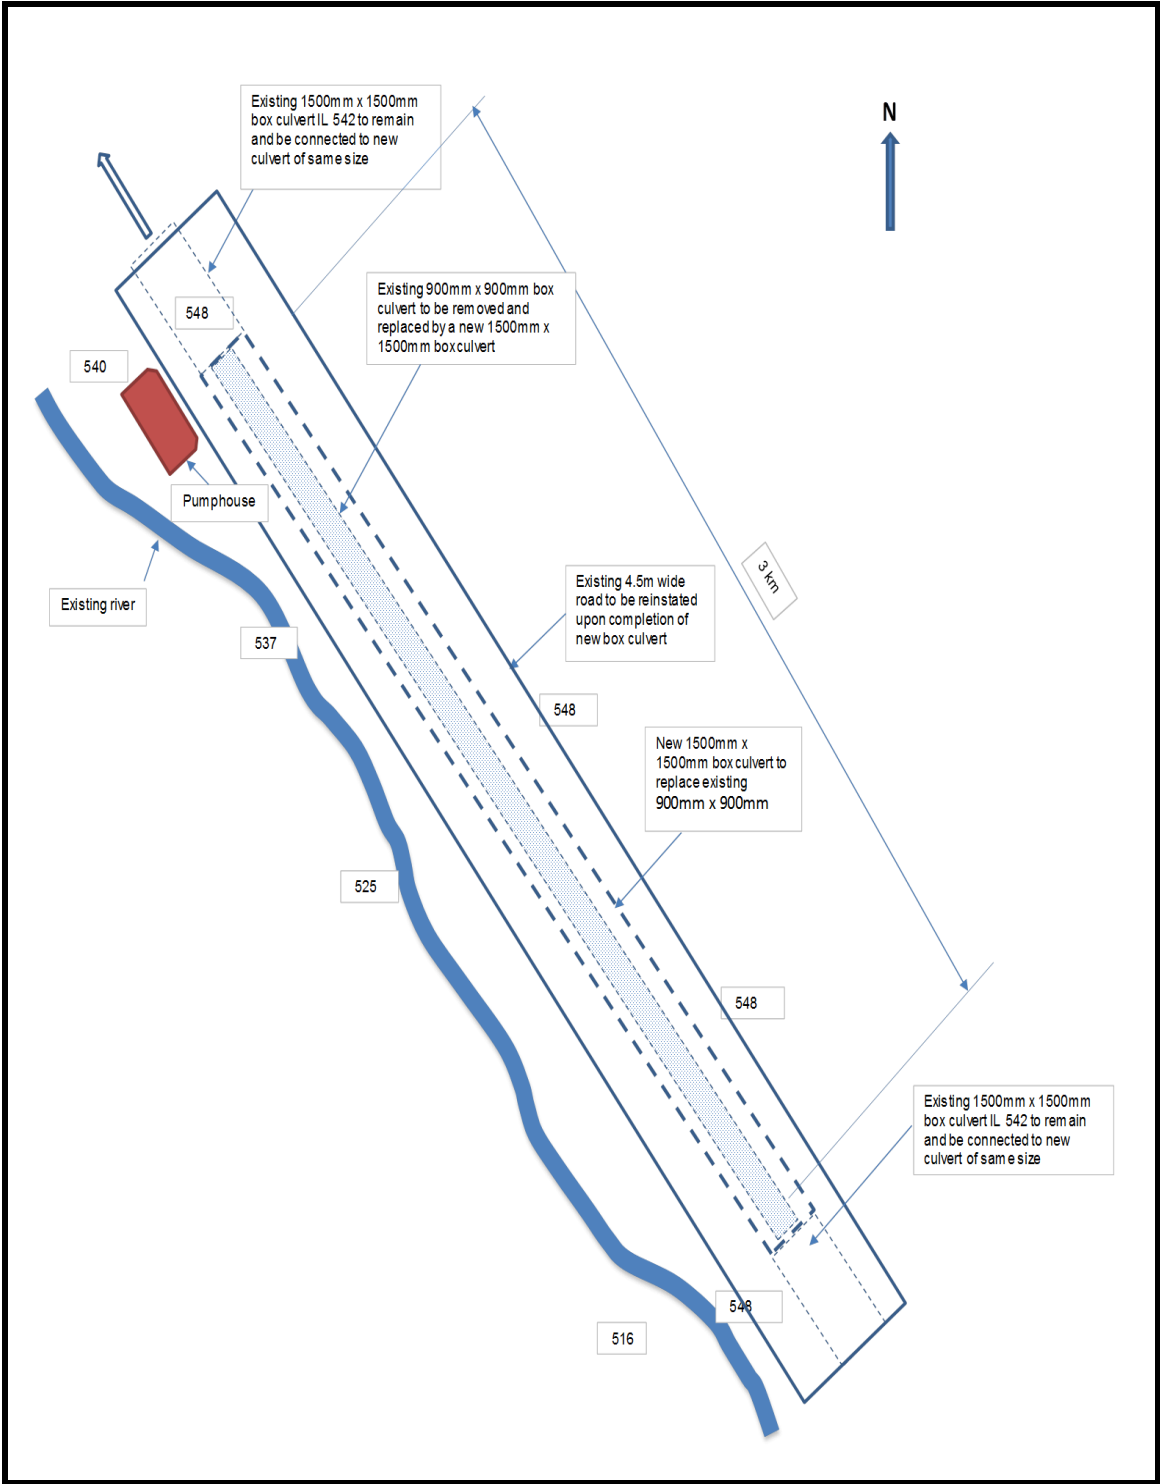 Existing 1500mm x 1500mm
box culvert IL 542 to remain
and be connected to new
culvert of same size
N
Existing 900mm x 900mm box
culvert to be removed and
replaced by a new 1500mm x
1500mm box culvert
548
540
Pumphouse
Existing river
3 km
Existing 4.5m wide
road to be reinstated
upon completion of
new box culvert
537
548
New 1500mm x
1500mm box culvert to
replace existing
900mm x 900mm
525
548
Existing 1500mm x 1500mm
box culvert IL 542 to remain
and be connected to new
culvert of same size
548
516